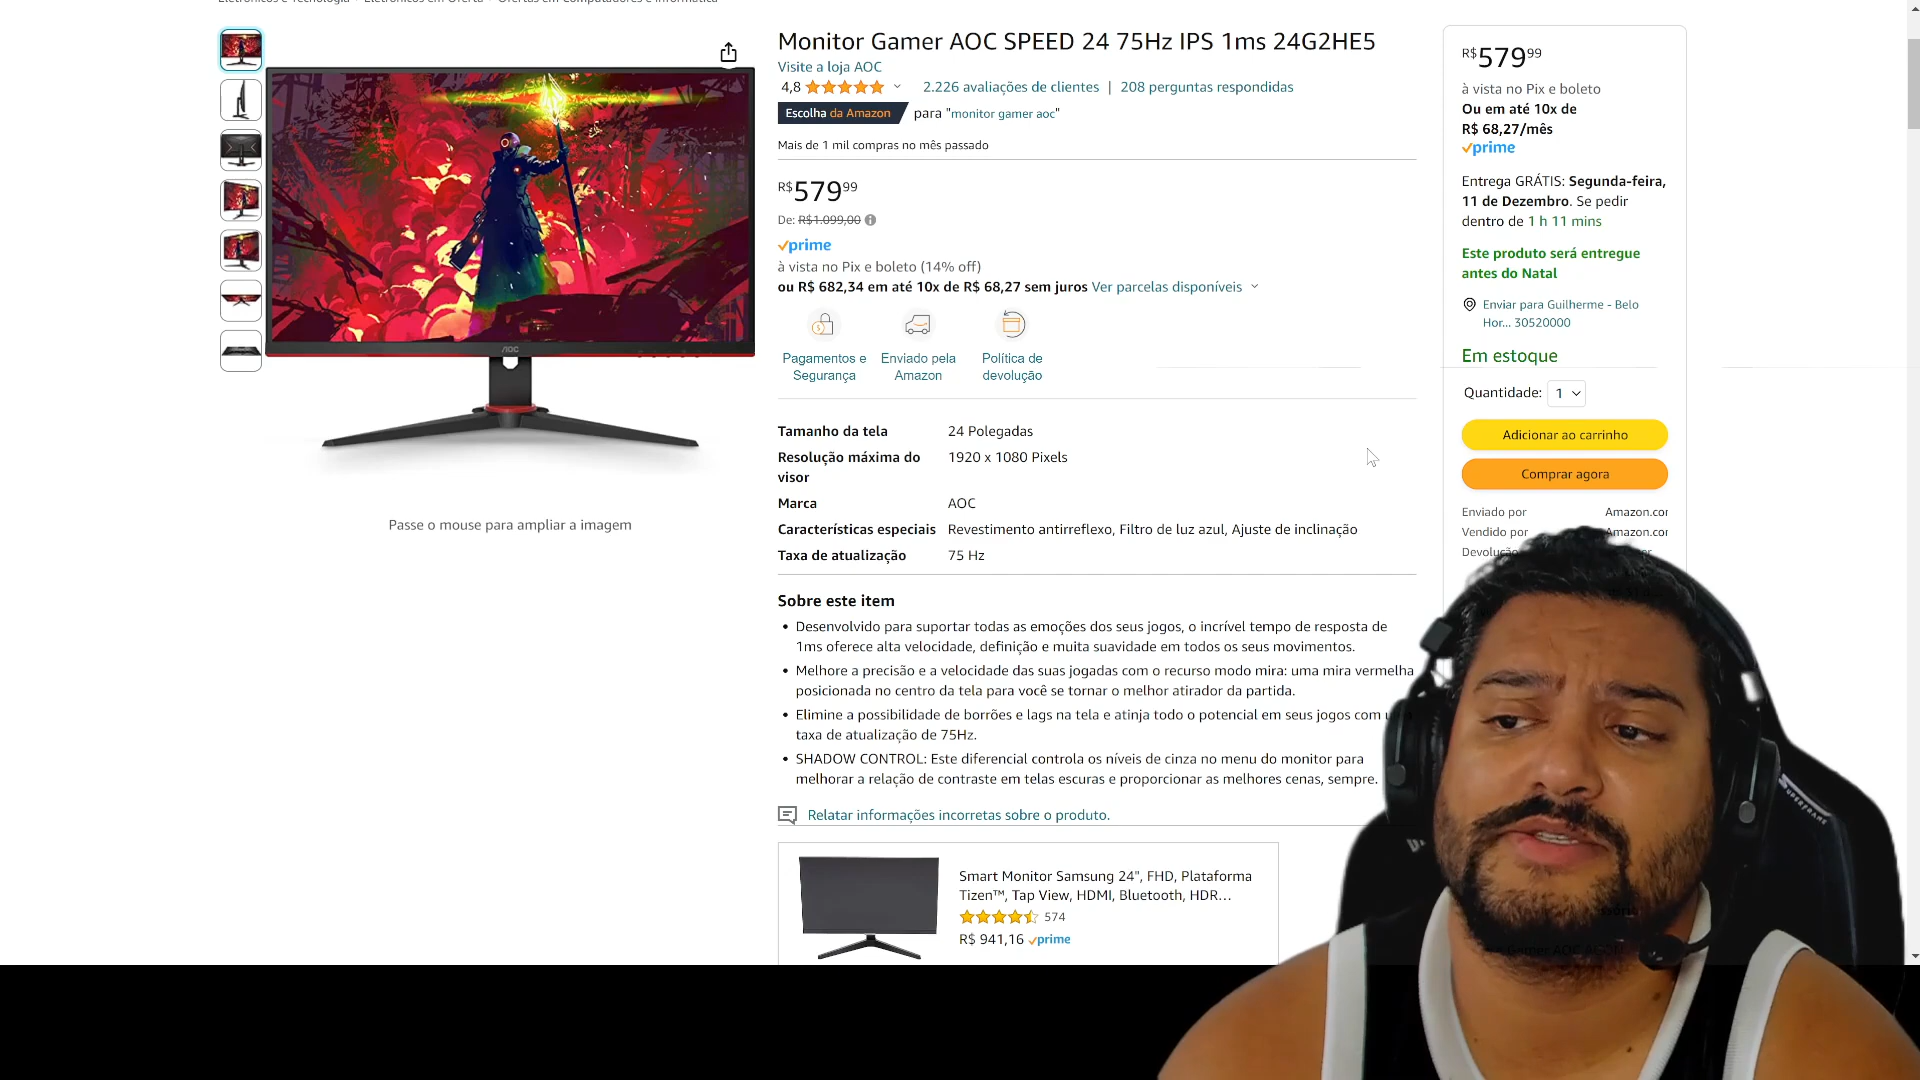 Monitor Gamer AOC SPEED 24 75Hz IPS 1ms 24G2HE5
Visite a loja AOC
4,8
2.226 avaliações de clientes | 208 perguntas respondidas
Escolha da Amazon para "monitor gamer aoc"
Mais de 1 mil compras no mês passado
R$579,99
De: R$1.099,00
prime
à vista no Pix e boleto (14% off)
ou R$ 682,34 em até 10x de R$ 68,27 sem juros Ver parcelas disponíveis
Pagamentos e
Segurança
Enviado pela
Amazon
Política de
devolução
Tamanho da tela 24 Polegadas
Resolução máxima do
visor
1920 x 1080 Pixels
Marca AOC
Características especiais Revestimento antirreflexo, Filtro de luz azul, Ajuste de inclinação
Taxa de atualização 75 Hz
Sobre este item
• Desenvolvido para suportar todas as emoções dos seus jogos, o incrível tempo de resposta de
1ms oferece alta velocidade, definição e muita suavidade em todos os seus movimentos.
• Melhore a precisão e a velocidade das suas jogadas com o recurso modo mira: uma mira vermelha
posicionada no centro da tela para você se tornar o melhor atirador da partida.
• Elimine a possibilidade de borrões e lags na tela e atinja todo o potencial em seus jogos com
taxa de atualização de 75Hz.
• SHADOW CONTROL: Este diferencial controla os níveis de cinza no menu do monitor para
melhorar a relação de contraste em telas escuras e proporcionar as melhores cenas, sempre.
Relatar informações incorretas sobre o produto.
Smart Monitor Samsung 24", FHD, Plataforma
Tizen™, Tap View, HDMI, Bluetooth, HDR…
574
R$ 941,16 prime
AOC
Passe o mouse para ampliar a imagem
R$579,99
à vista no Pix e boleto
Ou em até 10x de
R$ 68,27/mês
prime
Entrega GRÁTIS: Segunda-feira,
11 de Dezembro. Se pedir
dentro de 1 h 11 mins
Este produto será entregue
antes do Natal
Enviar para Guilherme - Belo
Hor... 30520000
Em estoque
Quantidade: 1
Adicionar ao carrinho
Comprar agora
Enviado por Amazon.cor
Vendido por Amazon.cor
SUPERFRAME